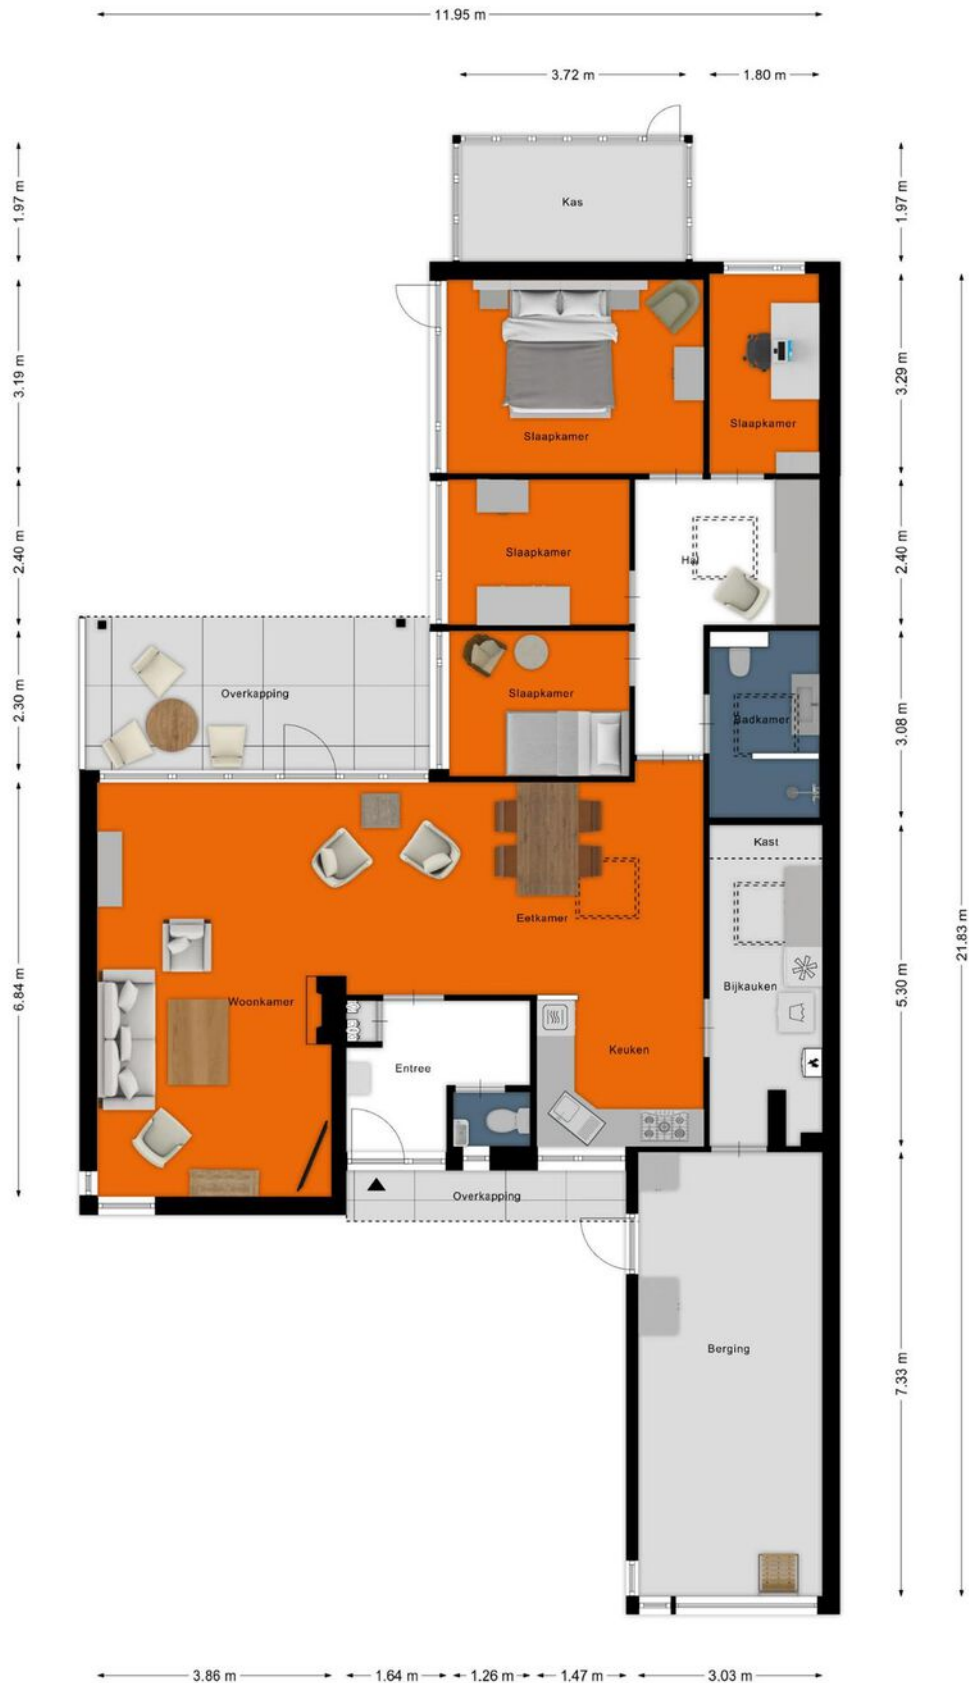 11.95 m
3.72 m
1.80 m
1.97 m
Kas
1.97 m
3.19 m
Slaapkamer
Slaapkamer
3.29 m
2.40 m
Slaapkamer
Hal
2.40 m
2.30 m
Overkapping
Slaapkamer
Badkamer
3.08 m
Kast
Eetkamer
21.83 m
6.84 m
Woonkamer
Bijkauken
5.30 m
Keuken
Entree
Overkapping
Berging
7.33 m
3.86 m
1.64 m
1.26 m
1.47 m
3.03 m